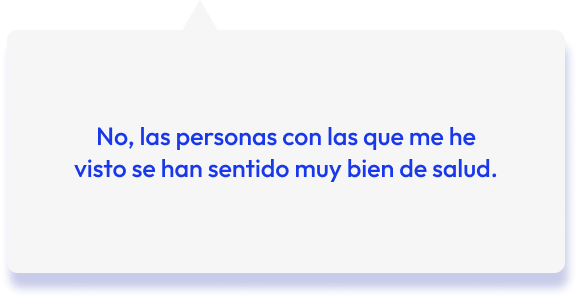 No, las personas con las que me he
visto se han sentido muy bien de salud.